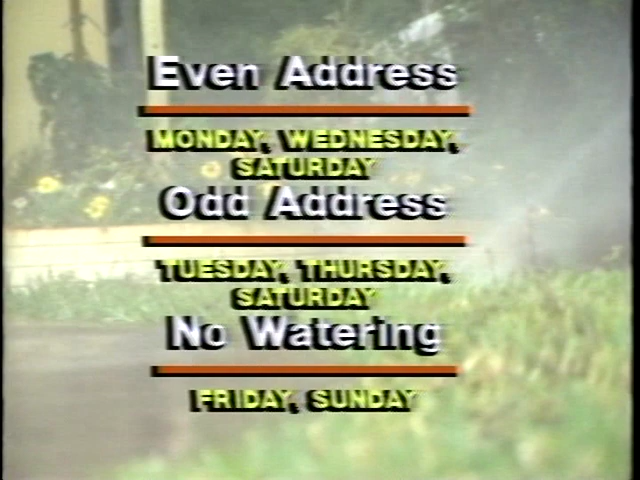 Even Address
MONDAY, WEDNESDAY,
SATURDAY
Odd Address
TUESDAY, THURSDAY,
SATURDAY
No Watering
FRIDAY, SUNDAY